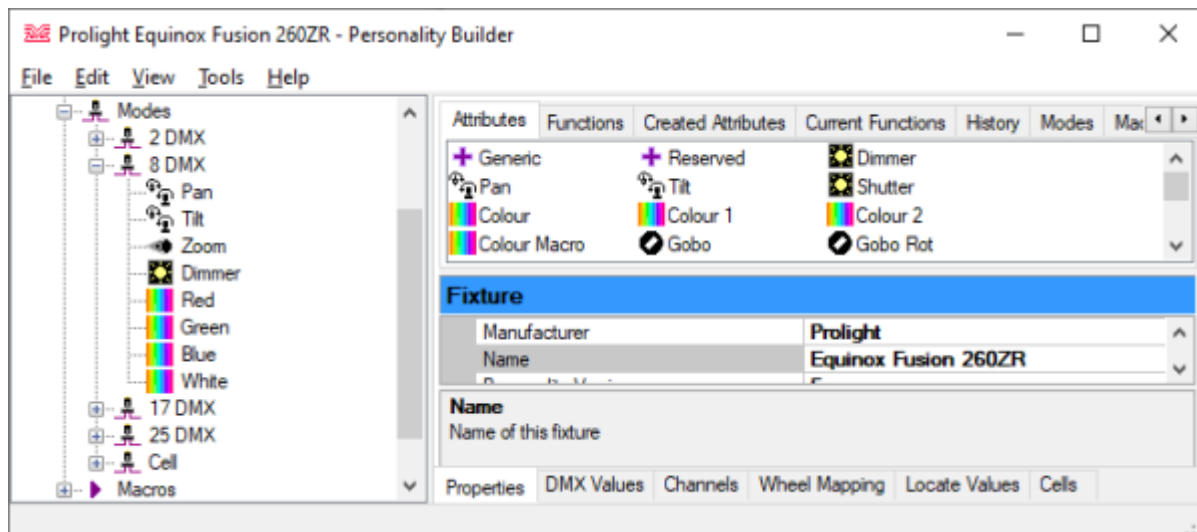 Prolight Equinox Fusion 260ZR - Personality Builder
File Edit View Tools Help
Modes
2 DMX
8 DMX
Pan
Tilt
Zoom
Dimmer
Red
Green
Blue
White
17 DMX
25 DMX
Cell
Macros
Attributes Functions Created Attributes Current Functions History Modes
Generic Reserved Dimmer
Pan Tilt Shutter
Colour Colour 1 Colour 2
Colour Macro Gobo Gobo Rot
Fixture
Manufacturer Prolight
Name Equinox Fusion 260ZR
Name
Name of this fixture
Properties DMX Values Channels Wheel Mapping Locate Values Cells